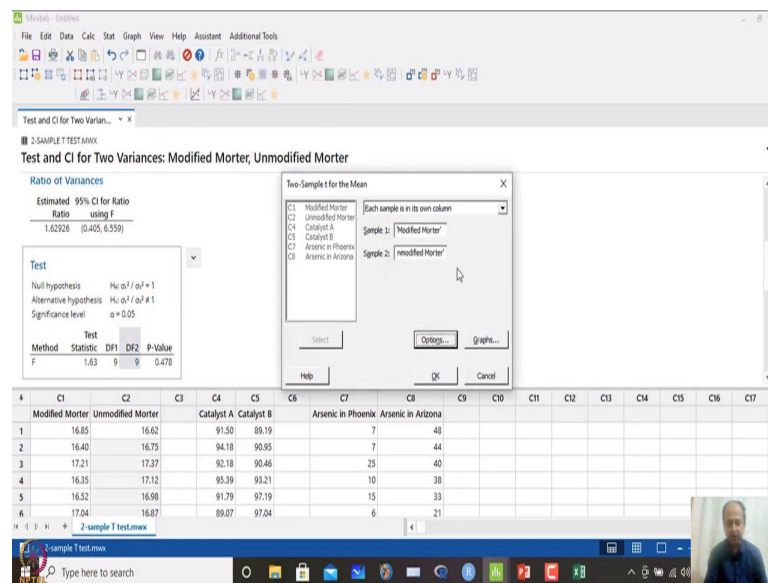 Minitab - Untitled
File Edit Data Calc Stat Graph View Help Assistant Additional Tools
Test and CI for Two Varian...
2-SAMPLE T TEST.MWX
Test and CI for Two Variances: Modified Morter, Unmodified Morter
Ratio of Variances
Estimated 95% CI for Ratio
Ratio using F
1.62926 (0.405, 6.559)
Test
Null hypothesis H₀: σ₁² / σ₂² = 1
Alternative hypothesis H₁: σ₁² / σ₂² ≠ 1
Significance level α = 0.05
Test
Method Statistic DF1 DF2 P-Value
F 1.63 9 9 0.478
Two-Sample t for the Mean
C1 Modified Morter
C2 Unmodified Morter
C4 Catalyst A
C5 Catalyst B
C7 Arsenic in Phoenix
C8 Arsenic in Arizona
Each sample is in its own column
Sample 1: 'Modified Morter'
Sample 2: nmodified Morter'
Select Options... Graphs...
Help OK Cancel
C1 C2 C3 C4 C5 C6 C7 C8 C9 C10 C11 C12 C13 C14 C15 C16 C17
Modified Morter Unmodified Morter Catalyst A Catalyst B Arsenic in Phoenix Arsenic in Arizona
1 16.85 16.62 91.50 89.19 7 48
2 16.40 16.75 94.18 90.95 7 44
3 17.21 17.37 92.18 90.46 25 40
4 16.35 17.12 95.39 93.21 10 38
5 16.52 16.98 91.79 97.19 15 33
6 17.04 16.87 89.07 97.04 6 21
2-sample T test.mwx
2-sample T test.mwx
NPTEL
Type here to search